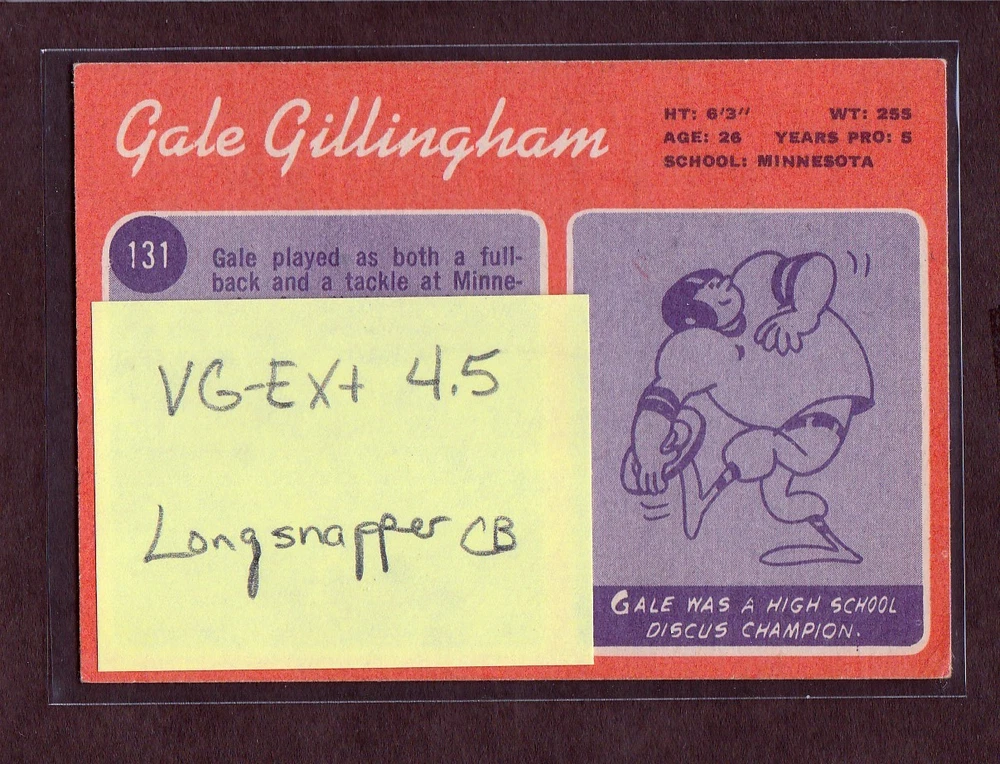 Gale Gillingham
HT: 6'3" WT: 255
AGE: 26 YEARS PRO: 5
SCHOOL: MINNESOTA
131
Gale played as both a full-
back and a tackle at Minne-
VG-EX+ 4.5
Longsnapper CB
GALE WAS A HIGH SCHOOL
DISCUS CHAMPION.